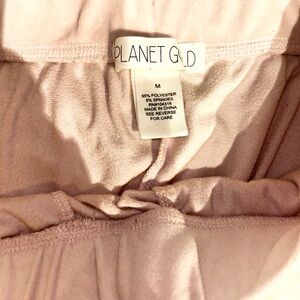 PLANET GOLD
M
95% POLYESTER
5% SPANDEX
MADE IN CHINA
SEE REVERSE
FOR CARE